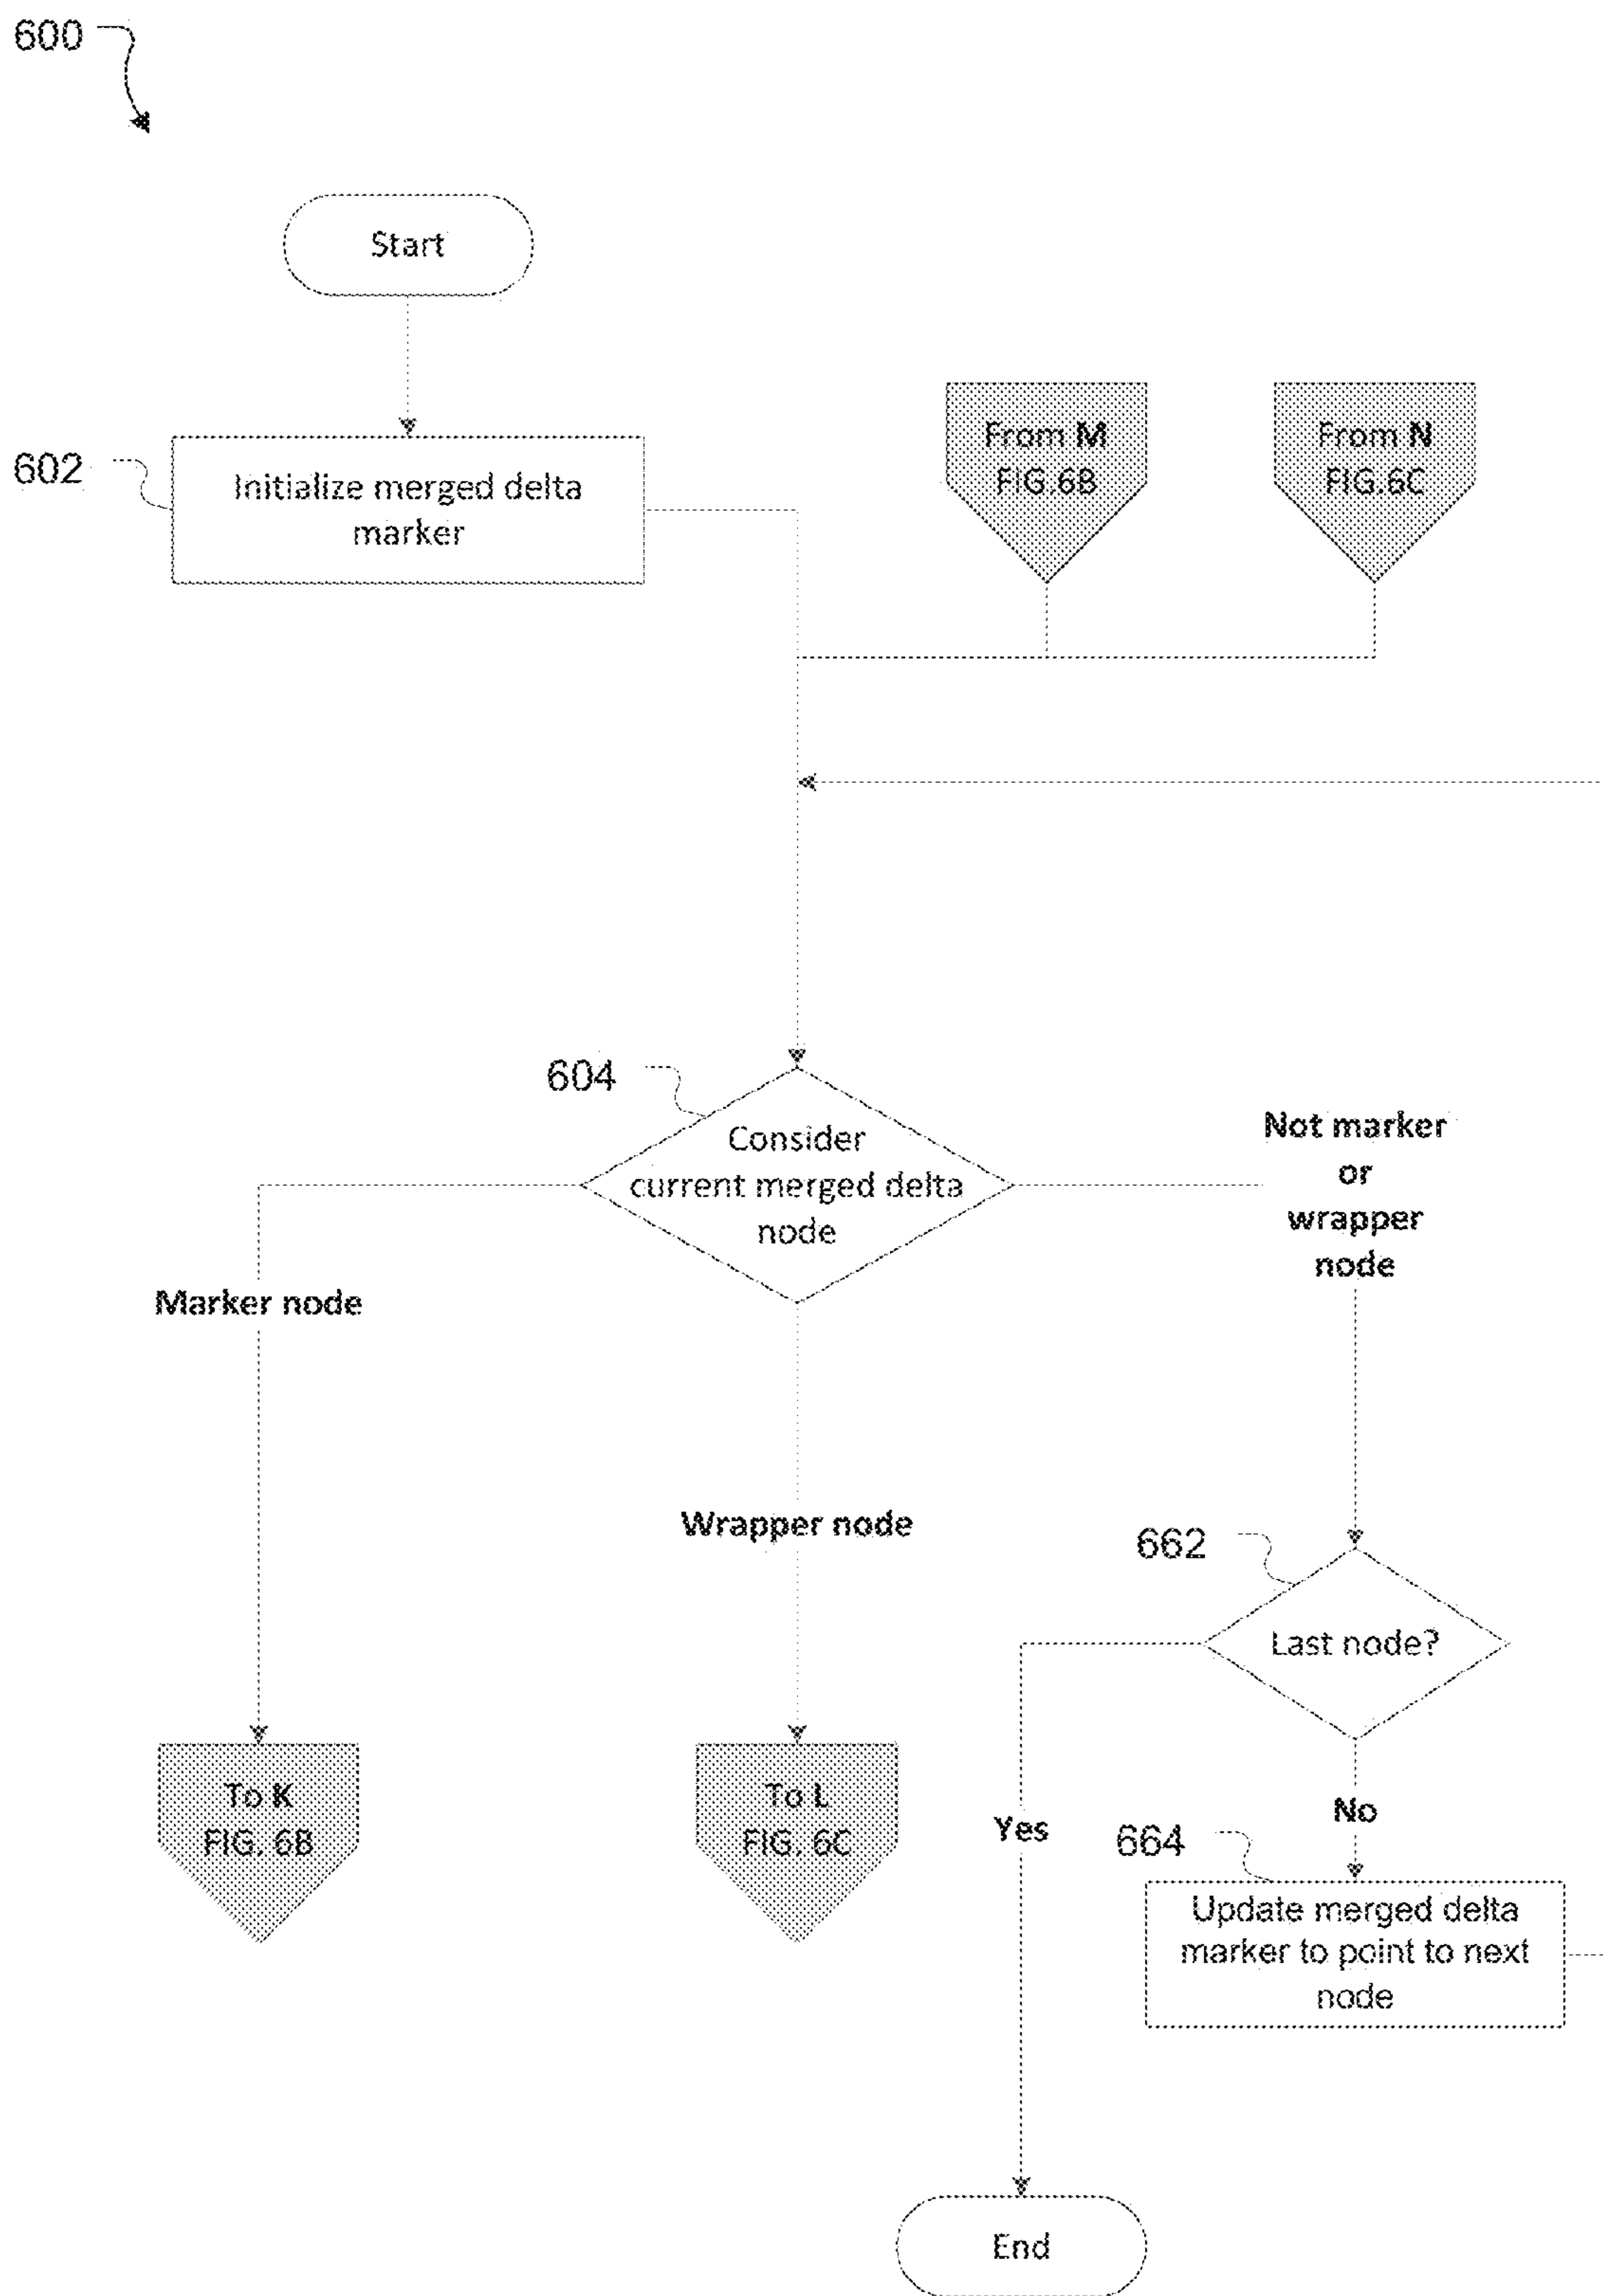 600
Start
From M
FIG.6B
From N
FIG.6C
602
Initialize merged delta
marker
604
Consider
current merged delta
node
Not marker
or
wrapper
node
Marker node
Wrapper node
662
Last node?
To K
FIG. 6B
To L
FIG. 6C
Yes
No
664
Update merged delta
marker to point to next
node
End